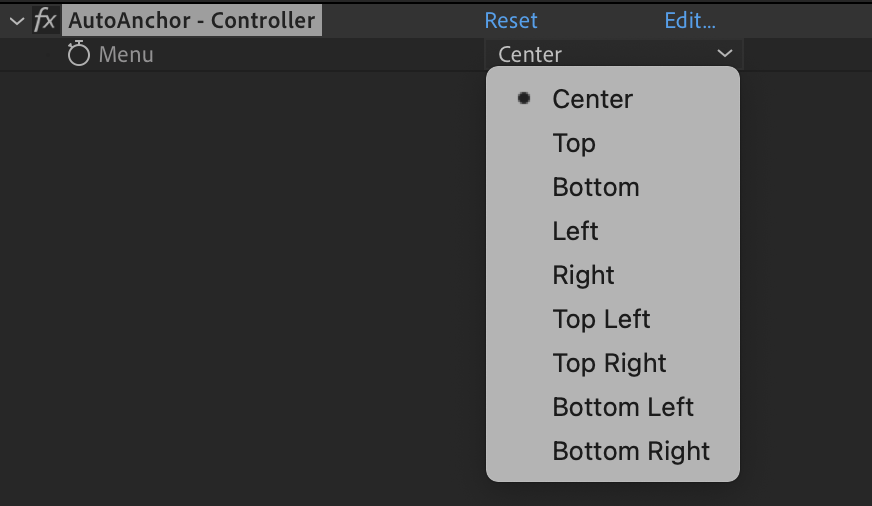 fx AutoAnchor - Controller Reset Edit...
Menu Center
Center
Top
Bottom
Left
Right
Top Left
Top Right
Bottom Left
Bottom Right